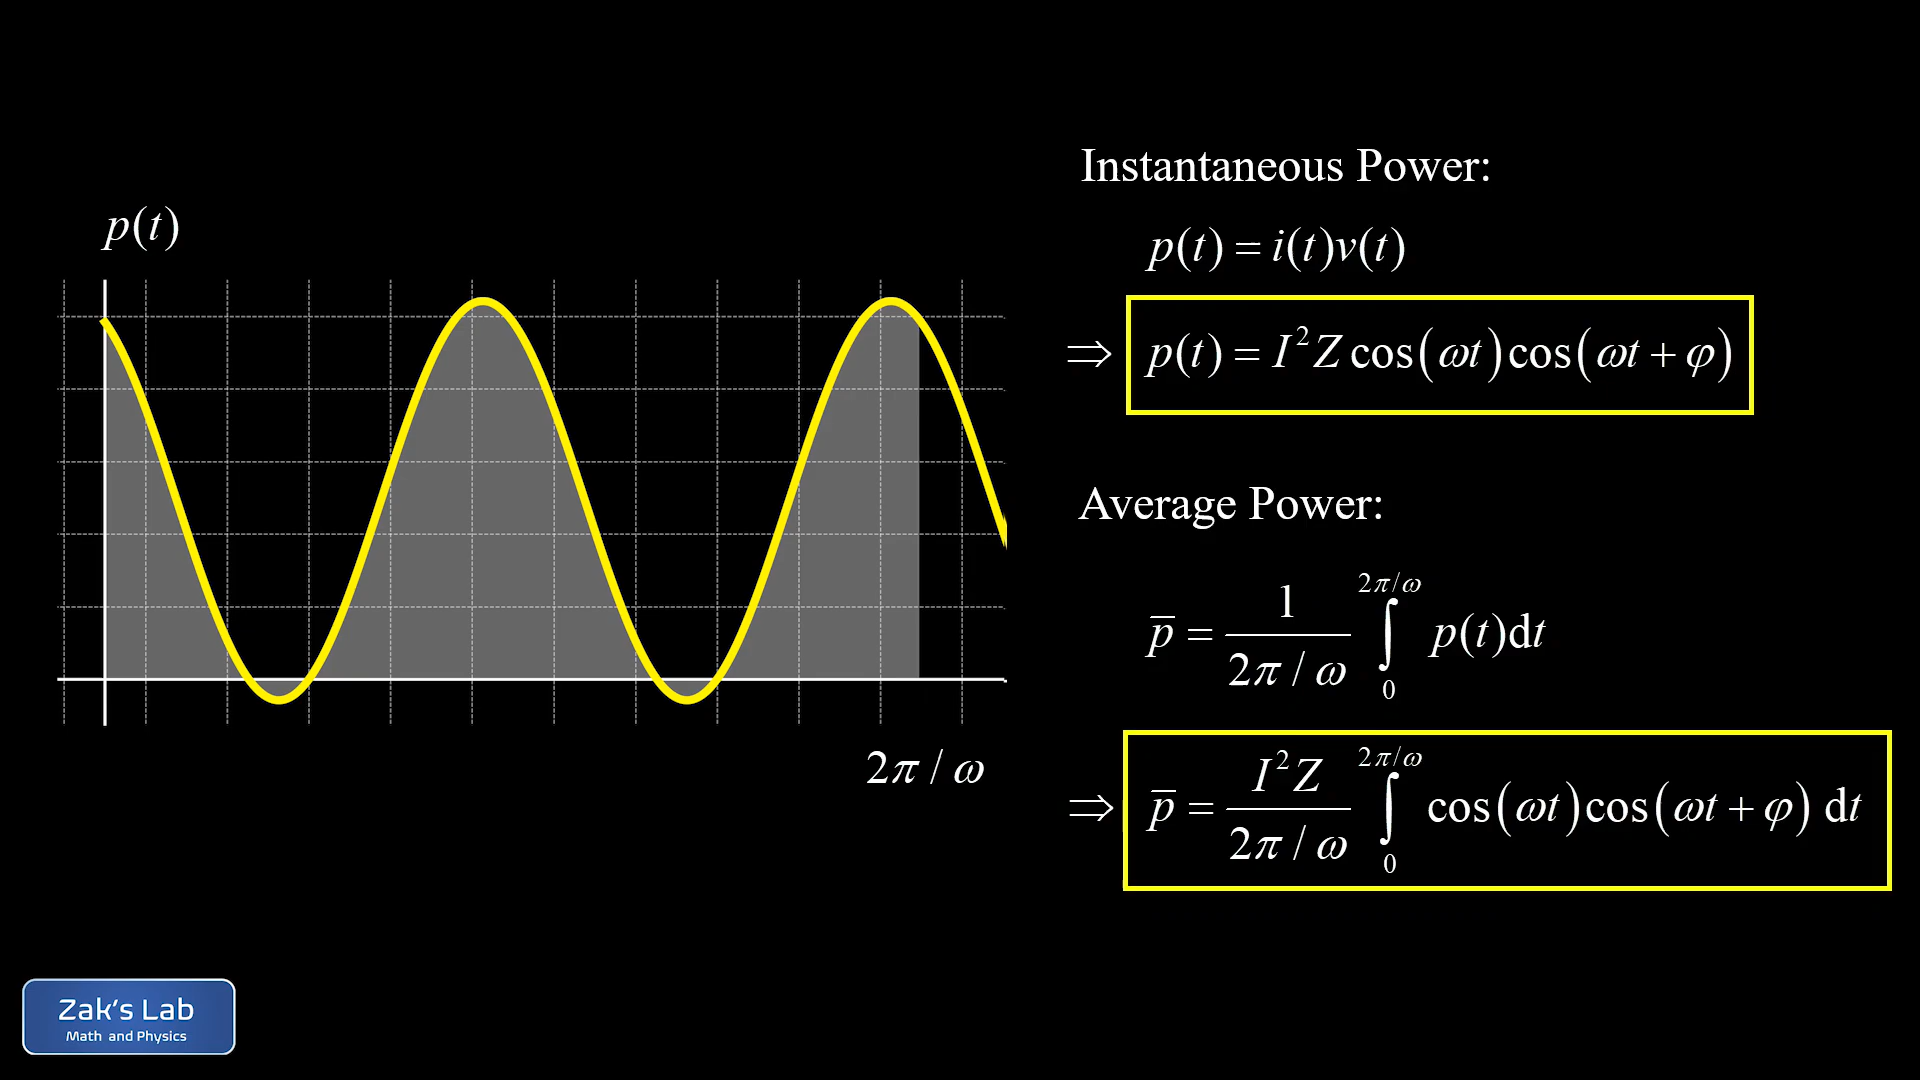 p(t)
2π / ω
Instantaneous Power:
p(t) = i(t)v(t)
⇒ p(t) = I²Z cos(ωt)cos(ωt + φ)
Average Power:
p̅ = 1 / (2π / ω) ∫₀^(2π/ω) p(t)dt
⇒ p̅ = I²Z / (2π / ω) ∫₀^(2π/ω) cos(ωt)cos(ωt + φ) dt
Zak's Lab
Math and Physics